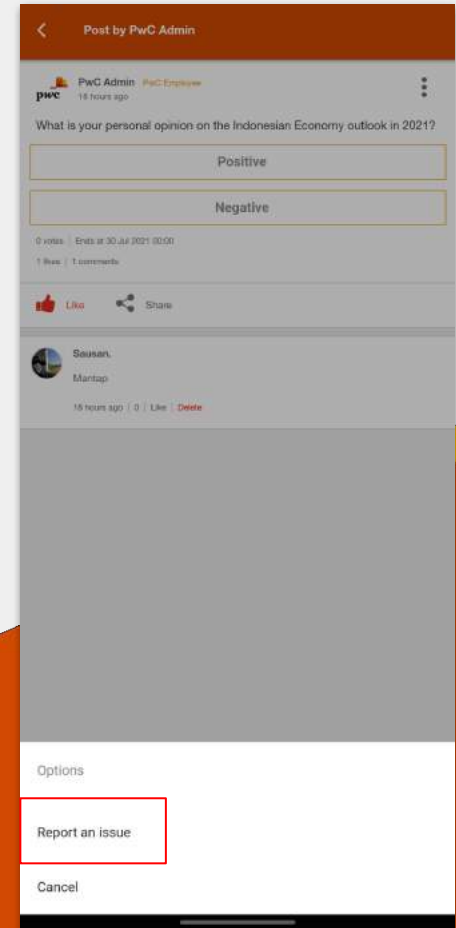 Post by PwC Admin
pwc
PwC Admin PwC Employee
18 hours ago
What is your personal opinion on the Indonesian Economy outlook in 2021?
Positive
Negative
0 votes | Ends at 30 Jul 2021 00:00
1 likes | 1 comments
Like Share
Sausan.
Mantap
18 hours ago | 0 | Like | Delete
Options
Report an issue
Cancel